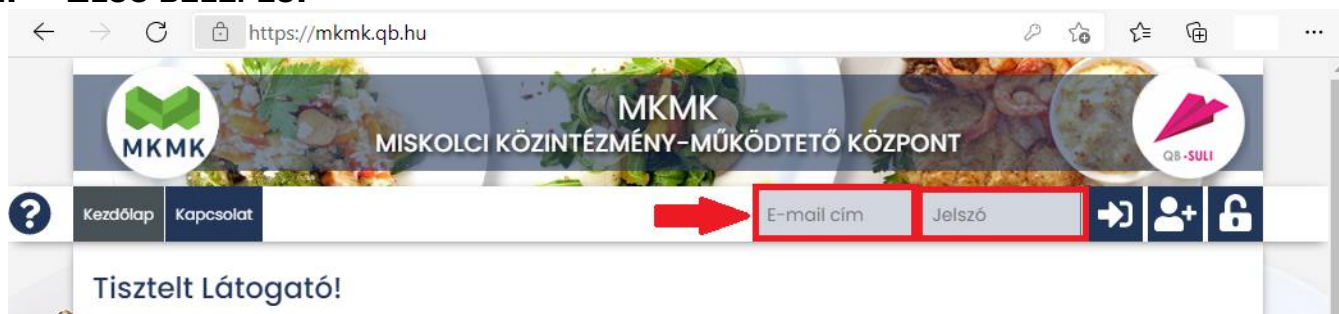 https://mkmk.qb.hu
MKMK
MISKOLCI KÖZINTÉZMÉNY-MŰKÖDTETŐ KÖZPONT
MKMK
QB-SULI
Kezdőlap Kapcsolat E-mail cím Jelszó
Tisztelt Látogató!